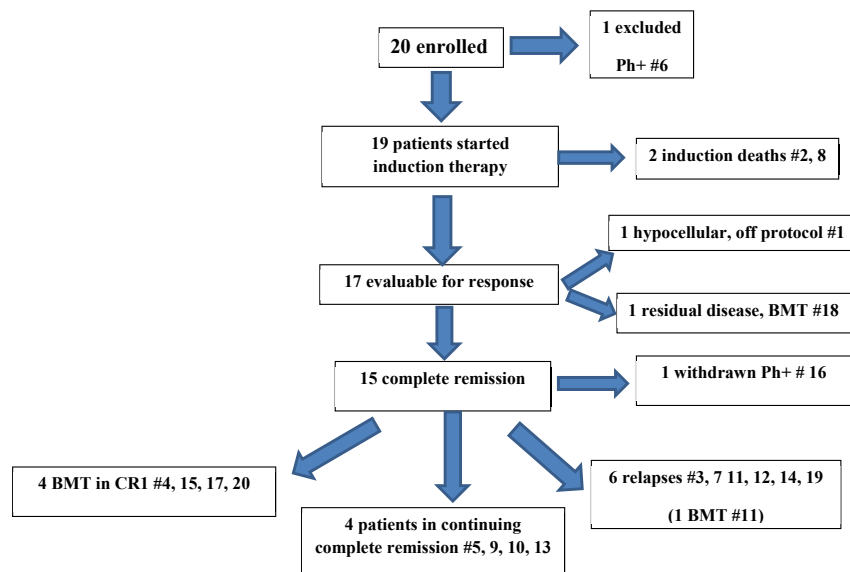 20 enrolled
1 excluded
Ph+ #6
19 patients started
induction therapy
2 induction deaths #2, 8
1 hypocellular, off protocol #1
17 evaluable for response
1 residual disease, BMT #18
15 complete remission
1 withdrawn Ph+ # 16
4 BMT in CR1 #4, 15, 17, 20
4 patients in continuing
complete remission #5, 9, 10, 13
6 relapses #3, 7 11, 12, 14, 19
(1 BMT #11)